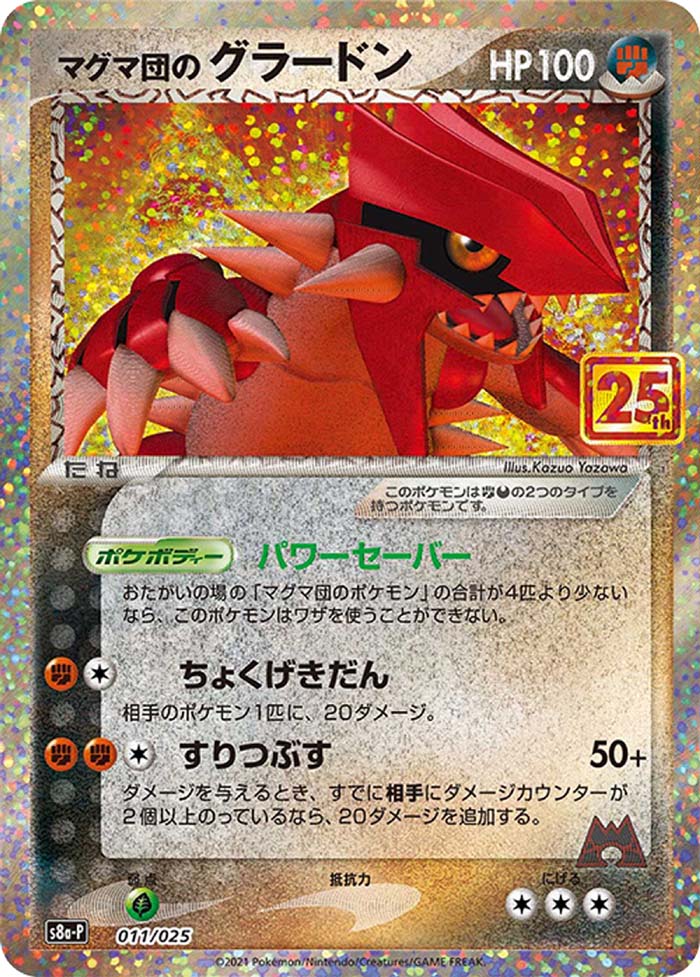 マグマ団の グラードン HP100
25th
たね
Illus.Kazuo Yazawa
このポケモンは の2つのタイプを
持つポケモンです。
ポケボディー パワーセーバー
おたがいの場の「マグマ団のポケモン」の合計が4匹より少ない
なら、このポケモンはワザを使うことができない。
ちょくげきだん
相手のポケモン1匹に、20ダメージ。
すりつぶす 50+
ダメージを与えるとき、すでに相手にダメージカウンターが
2個以上のっているなら、20ダメージを追加する。
弱点 抵抗力 にげる
s8a-P 011/025
©2021 Pokémon/Nintendo/Creatures/GAME FREAK.